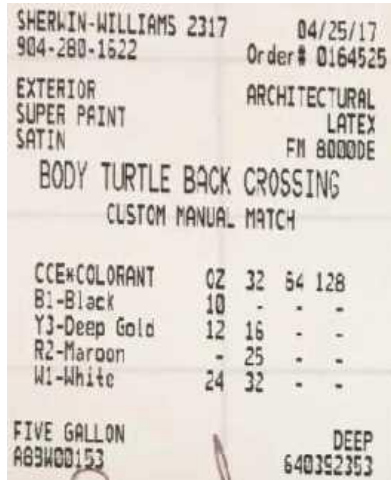 SHERWIN-WILLIAMS 2317 04/25/17
904-280-1622 Order# 0164525
EXTERIOR ARCHITECTURAL
SUPER PAINT LATEX
SATIN FM 8000DE
BODY TURTLE BACK CROSSING
CUSTOM MANUAL MATCH
CCE*COLORANT OZ 32 64 128
B1-Black 10 - - -
Y3-Deep Gold 12 16 - -
R2-Maroon - 25 - -
W1-White 24 32 - -
FIVE GALLON DEEP
A89W00153 640352353